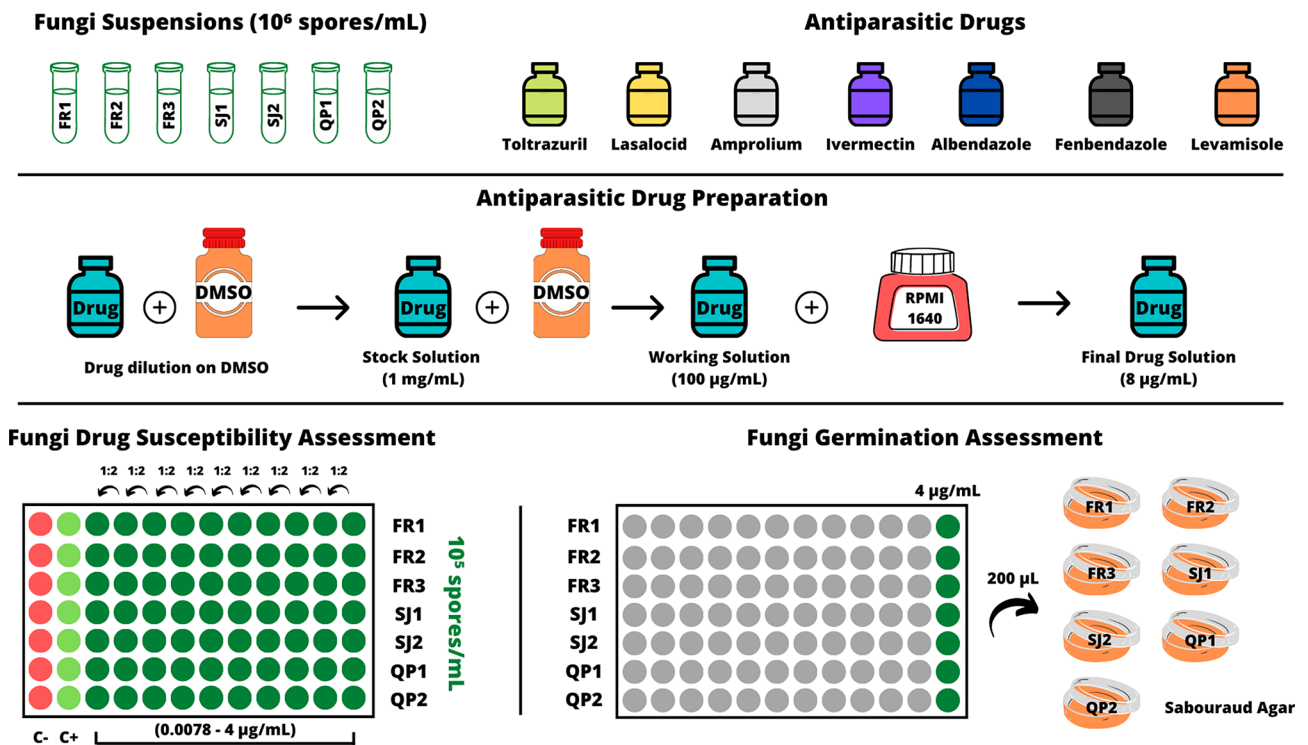 Fungi Suspensions (10⁶ spores/mL)
Antiparasitic Drugs
FR1
FR2
FR3
SJ1
SJ2
QP1
QP2
Toltrazuril
Lasalocid
Amprolium
Ivermectin
Albendazole
Fenbendazole
Levamisole
Antiparasitic Drug Preparation
Drug
+
DMSO
Drug
+
DMSO
Drug
+
RPMI
1640
Drug
Drug dilution on DMSO
Stock Solution
(1 mg/mL)
Working Solution
(100 µg/mL)
Final Drug Solution
(8 µg/mL)
Fungi Drug Susceptibility Assessment
1:2 1:2 1:2 1:2 1:2 1:2 1:2 1:2 1:2
FR1
FR2
FR3
SJ1
SJ2
QP1
QP2
10⁵ spores/mL
C- C+
(0.0078 - 4 µg/mL)
Fungi Germination Assessment
4 µg/mL
FR1
FR2
FR3
SJ1
SJ2
QP1
QP2
200 µL
FR1
FR2
FR3
SJ1
SJ2
QP1
QP2
Sabouraud Agar